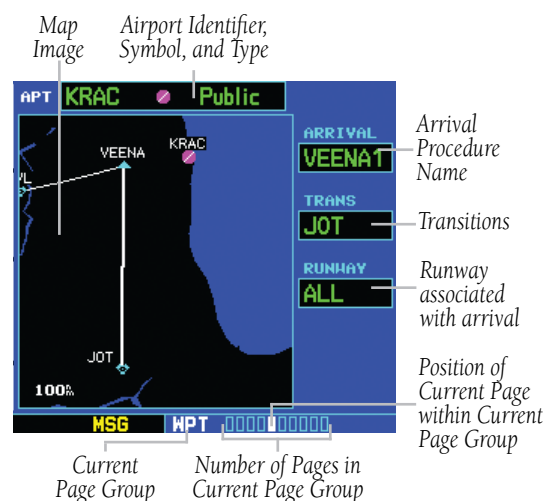 Map
Image
Airport Identifier,
Symbol, and Type
APT KRAC Public
KRAC
VEENA
VL
JOT
100
ARRIVAL
VEENA1
TRANS
JOT
RUNWAY
ALL
Arrival
Procedure
Name
Transitions
Runway
associated
with arrival
Position of
Current Page
within Current
Page Group
MSG WPT
Current
Page Group
Number of Pages in
Current Page Group